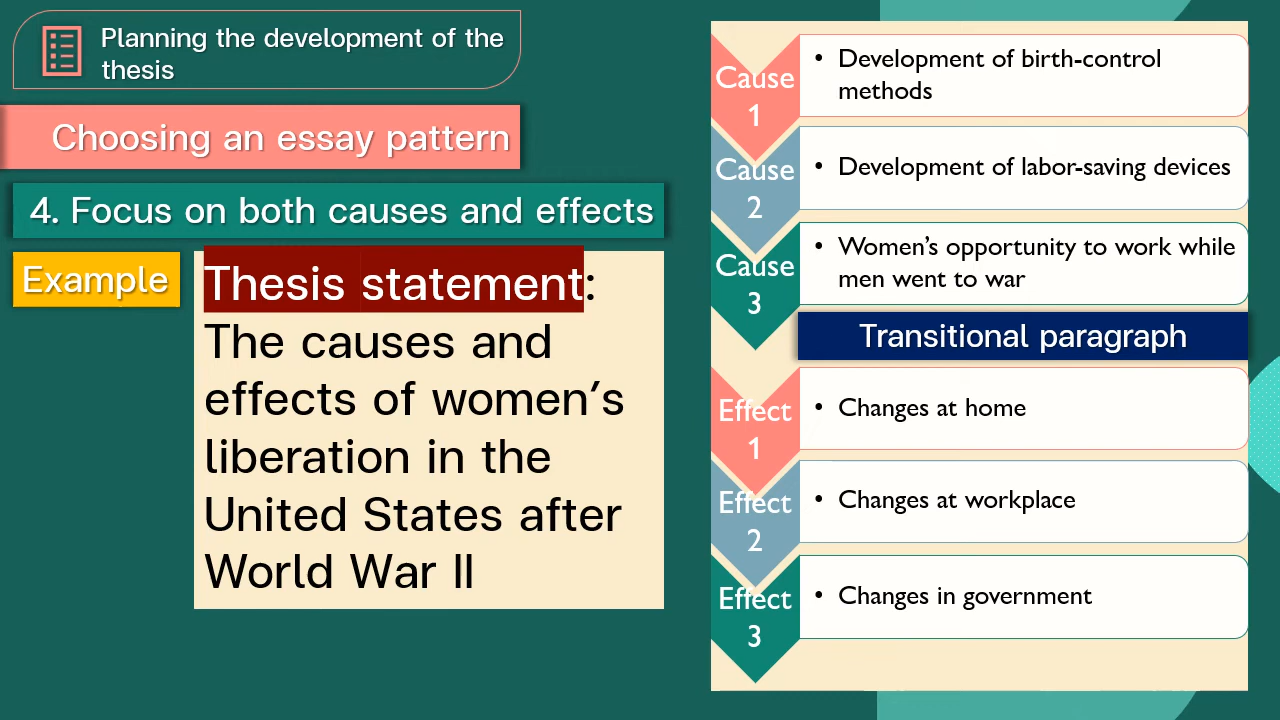 Planning the development of the
thesis
Choosing an essay pattern
4. Focus on both causes and effects
Example
Thesis statement:
The causes and
effects of women’s
liberation in the
United States after
World War II
Cause
1
• Development of birth-control
methods
Cause
2
• Development of labor-saving devices
Cause
3
• Women’s opportunity to work while
men went to war
Transitional paragraph
Effect
1
• Changes at home
Effect
2
• Changes at workplace
Effect
3
• Changes in government